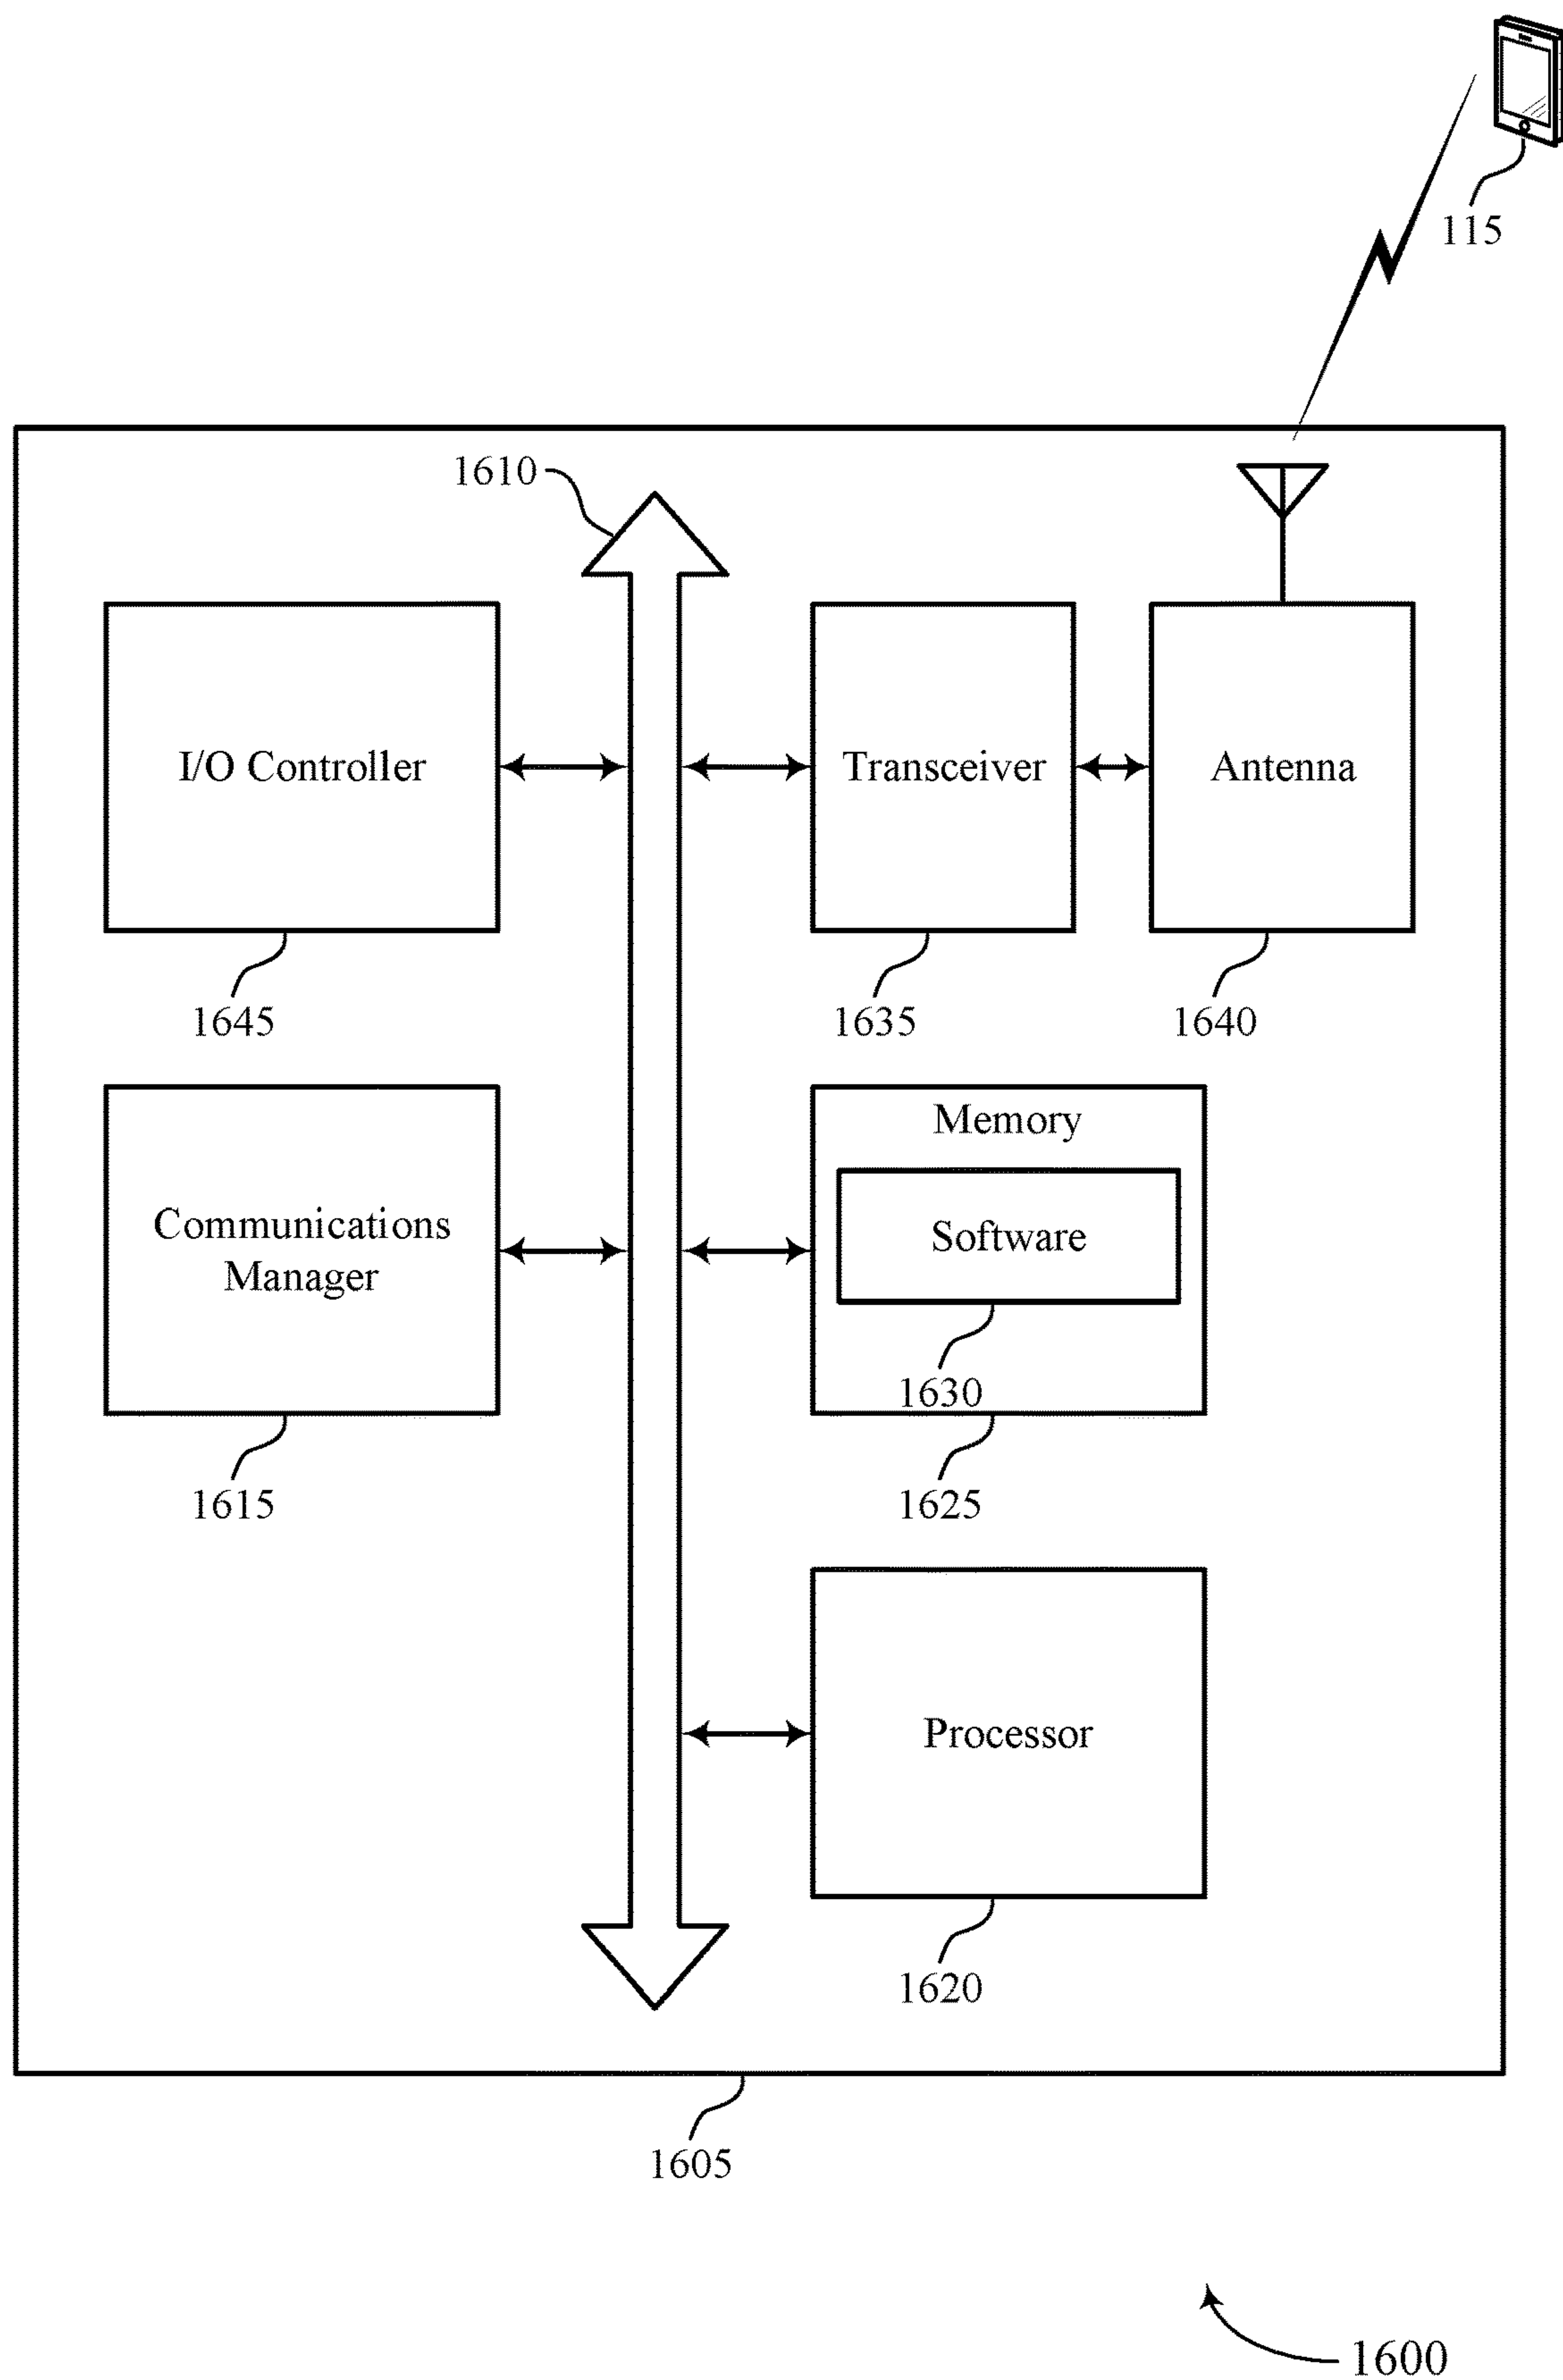 115
1610
I/O Controller
Transceiver
Antenna
1645
1635
1640
Communications
Manager
Memory
Software
1630
1615
1625
Processor
1620
1605
1600